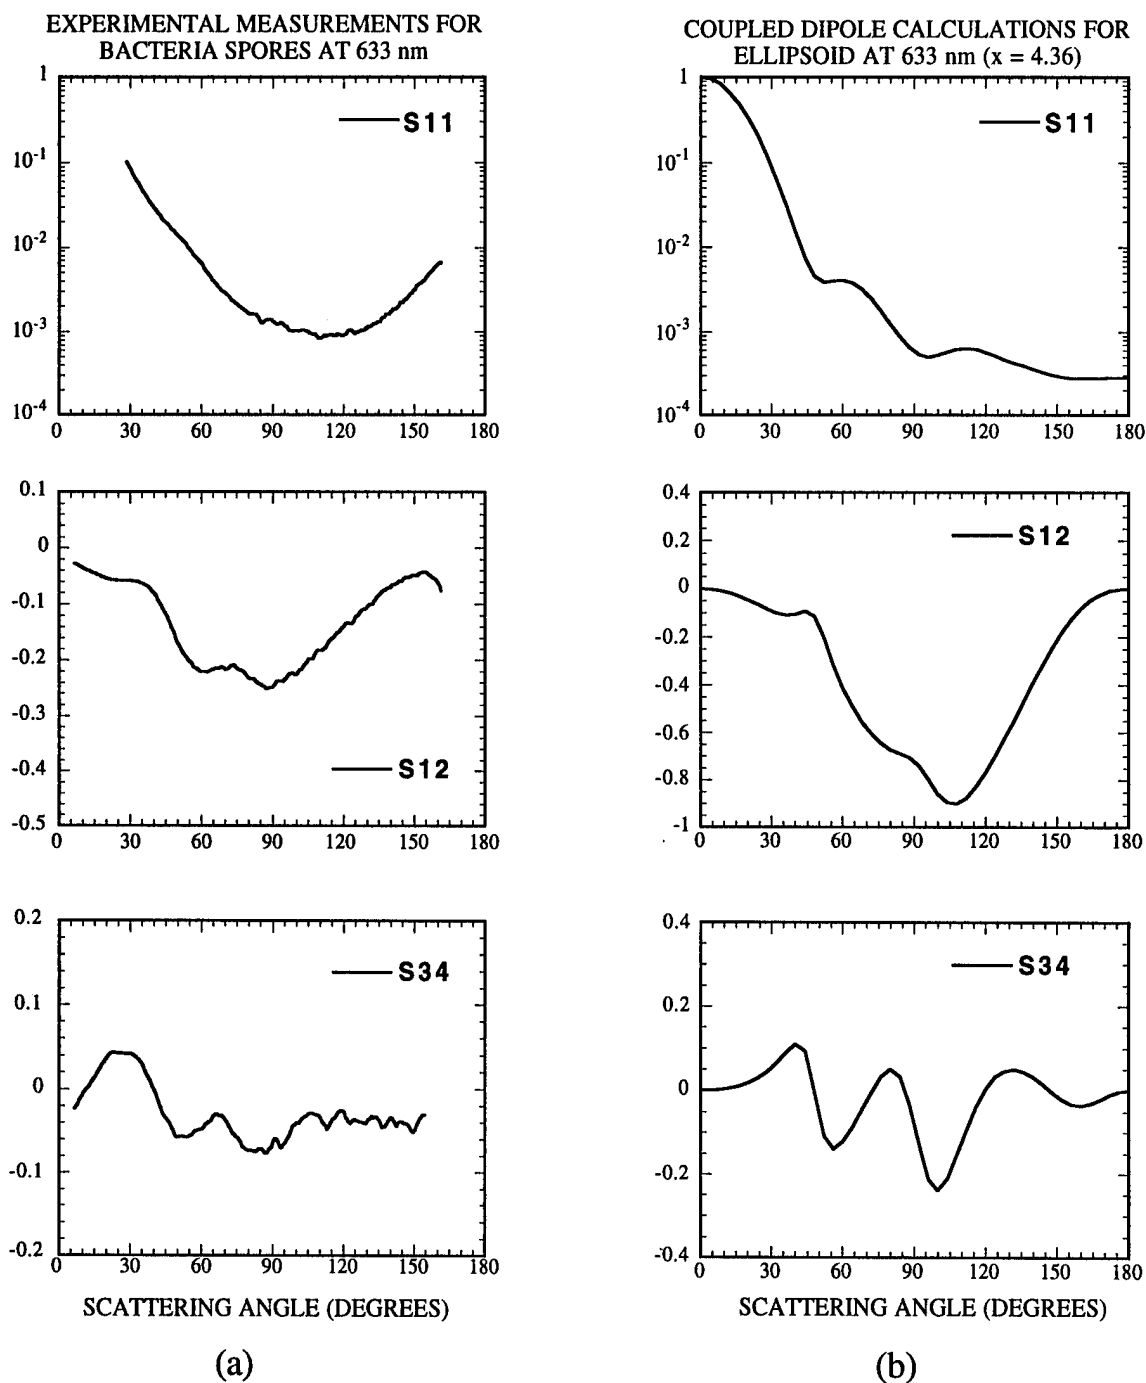 EXPERIMENTAL MEASUREMENTS FOR
BACTERIA SPORES AT 633 nm
1
10-1
10-2
10-3
10-4
S11
0 30 60 90 120 150 180
0.1
0
-0.1
-0.2
-0.3
-0.4
-0.5
S12
0 30 60 90 120 150 180
0.2
0.1
0
-0.1
-0.2
S34
0 30 60 90 120 150 180
SCATTERING ANGLE (DEGREES)
(a)
COUPLED DIPOLE CALCULATIONS FOR
ELLIPSOID AT 633 nm (x = 4.36)
1
10-1
10-2
10-3
10-4
S11
0 30 60 90 120 150 180
0.4
0.2
0
-0.2
-0.4
-0.6
-0.8
-1
S12
0 30 60 90 120 150 180
0.4
0.2
0
-0.2
-0.4
S34
0 30 60 90 120 150 180
SCATTERING ANGLE (DEGREES)
(b)